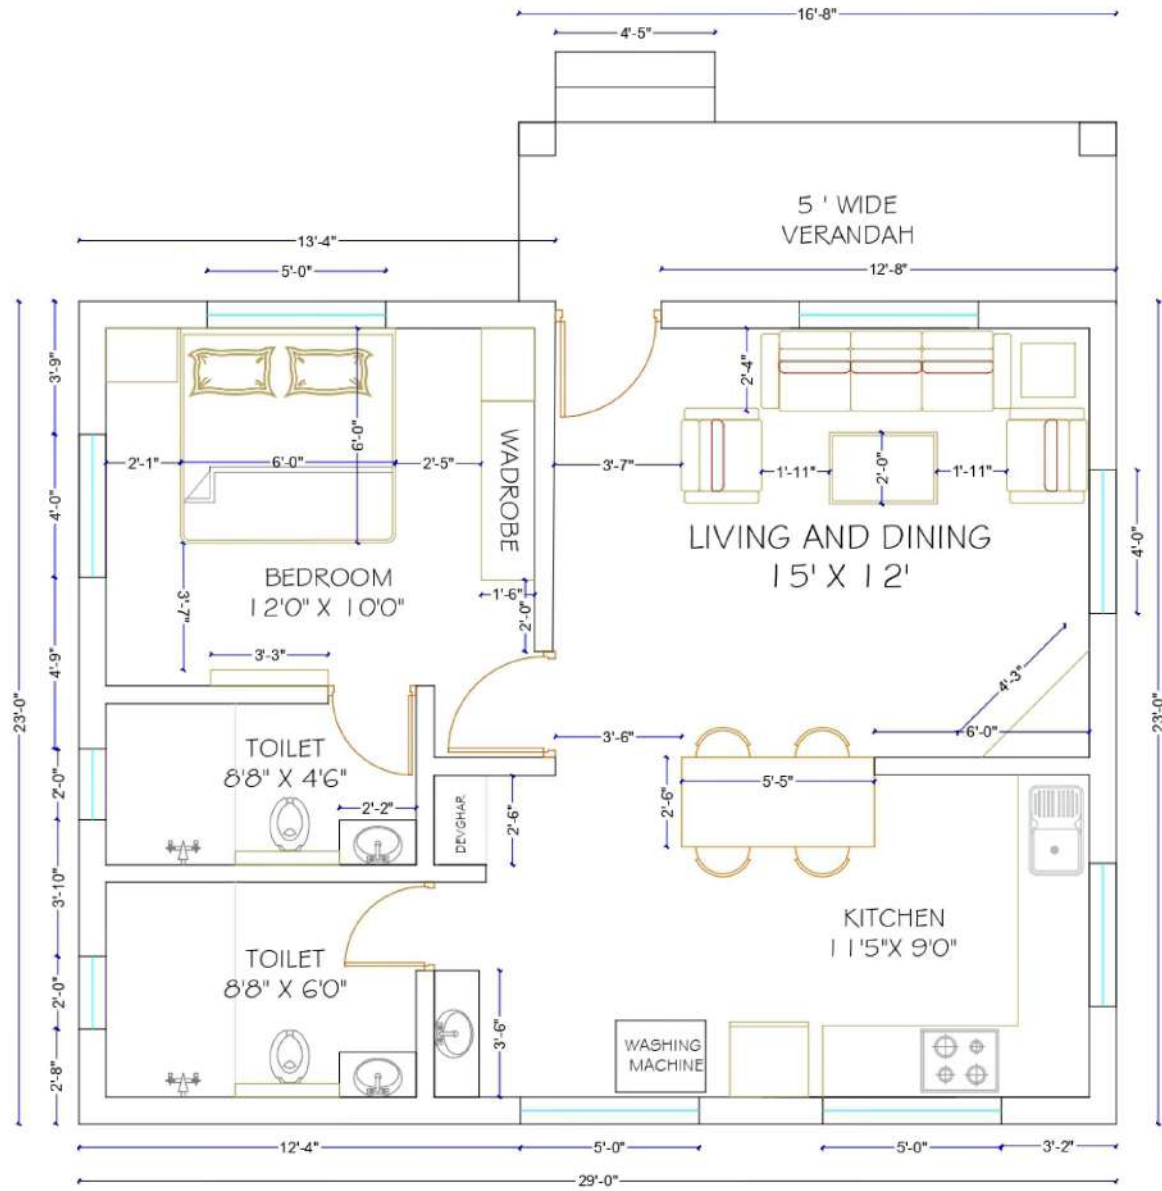 16'-8"
4'-5"
5 ' WIDE
VERANDAH
13'-4"
12'-8"
5'-0"
3'-9"
2'-4"
6'-9"
WADROBE
2'-1"
6'-0"
2'-5"
3'-7"
1'-11"
2'-0"
1'-11"
4'-0"
LIVING AND DINING
15' X 12'
4'-0"
BEDROOM
12'0" X 10'0"
3'-7"
1'-6"
2'-0"
3'-3"
4'-9"
4'-3"
23'-0"
23'-0"
3'-6"
6'-0"
TOILET
8'8" X 4'6"
2'-0"
2'-2"
DEVGHAR
2'-6"
2'-6"
5'-5"
3'-10"
KITCHEN
11'5"X 9'0"
TOILET
8'8" X 6'0"
2'-0"
3'-6"
WASHING
MACHINE
2'-8"
12'-4"
5'-0"
5'-0"
3'-2"
29'-0"